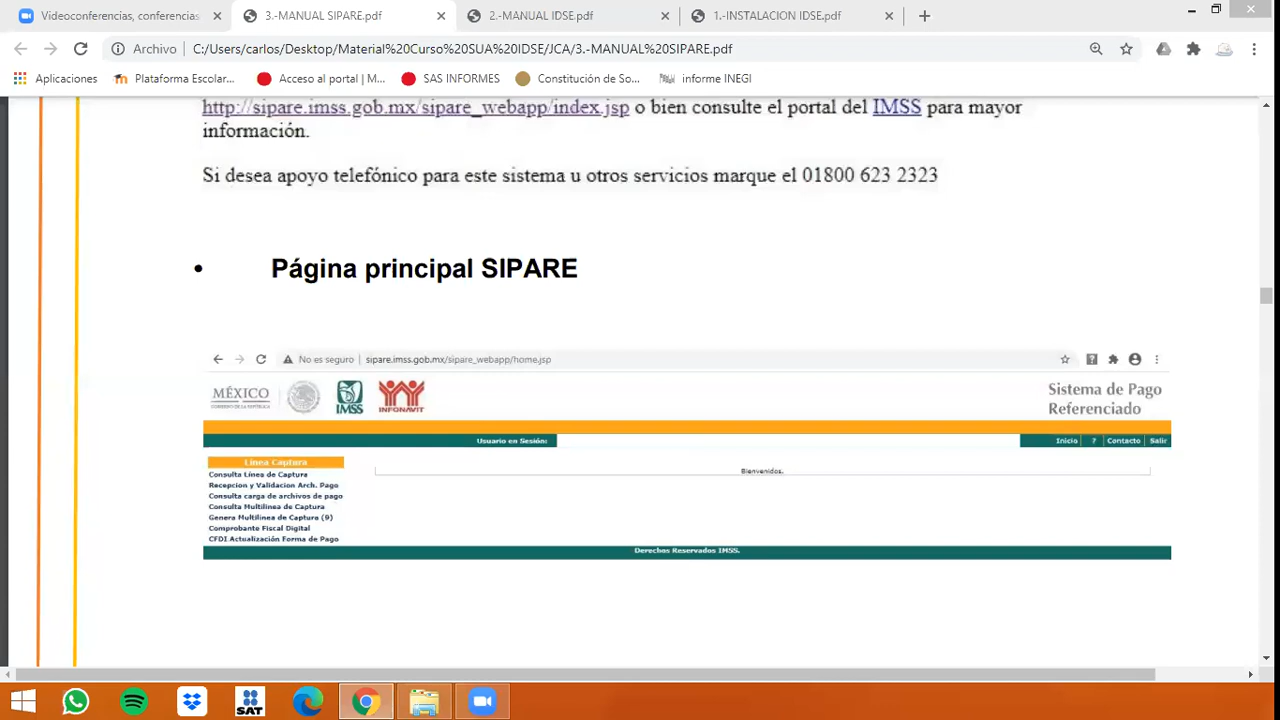 Videoconferencias, conferencias
3.-MANUAL SIPARE.pdf
2.-MANUAL IDSE.pdf
1.-INSTALACION IDSE.pdf
Archivo
C:/Users/carlos/Desktop/Material%20Curso%20SUA%20IDSE/JCA/3.-MANUAL%20SIPARE.pdf
Aplicaciones
Plataforma Escolar...
Acceso al portal | M...
SAS INFORMES
Constitución de So...
informe INEGI
http://sipare.imss.gob.mx/sipare_webapp/index.jsp o bien consulte el portal del IMSS para mayor
información.
Si desea apoyo telefónico para este sistema u otros servicios marque el 01800 623 2323
• Página principal SIPARE
No es seguro | sipare.imss.gob.mx/sipare_webapp/home.jsp
MÉXICO
GOBIERNO DE LA REPÚBLICA
IMSS
INFONAVIT
Sistema de Pago
Referenciado
Usuario en Sesión:
Inicio | ? | Contacto | Salir
Línea Captura
Consulta Línea de Captura
Recepcion y Validacion Arch. Pago
Consulta carga de archivos de pago
Consulta Multilinea de Captura
Genera Multilinea de Captura (9)
Comprobante Fiscal Digital
CFDI Actualización Forma de Pago
Bienvenidos.
Derechos Reservados IMSS.
SAT